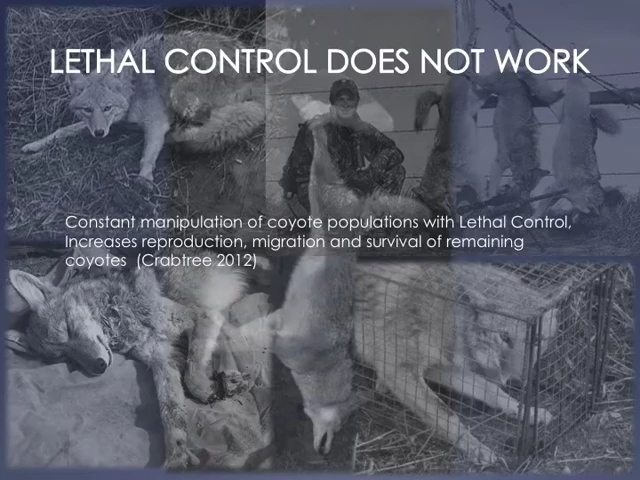 LETHAL CONTROL DOES NOT WORK
Constant manipulation of coyote populations with Lethal Control,
Increases reproduction, migration and survival of remaining
coyotes (Crabtree 2012)